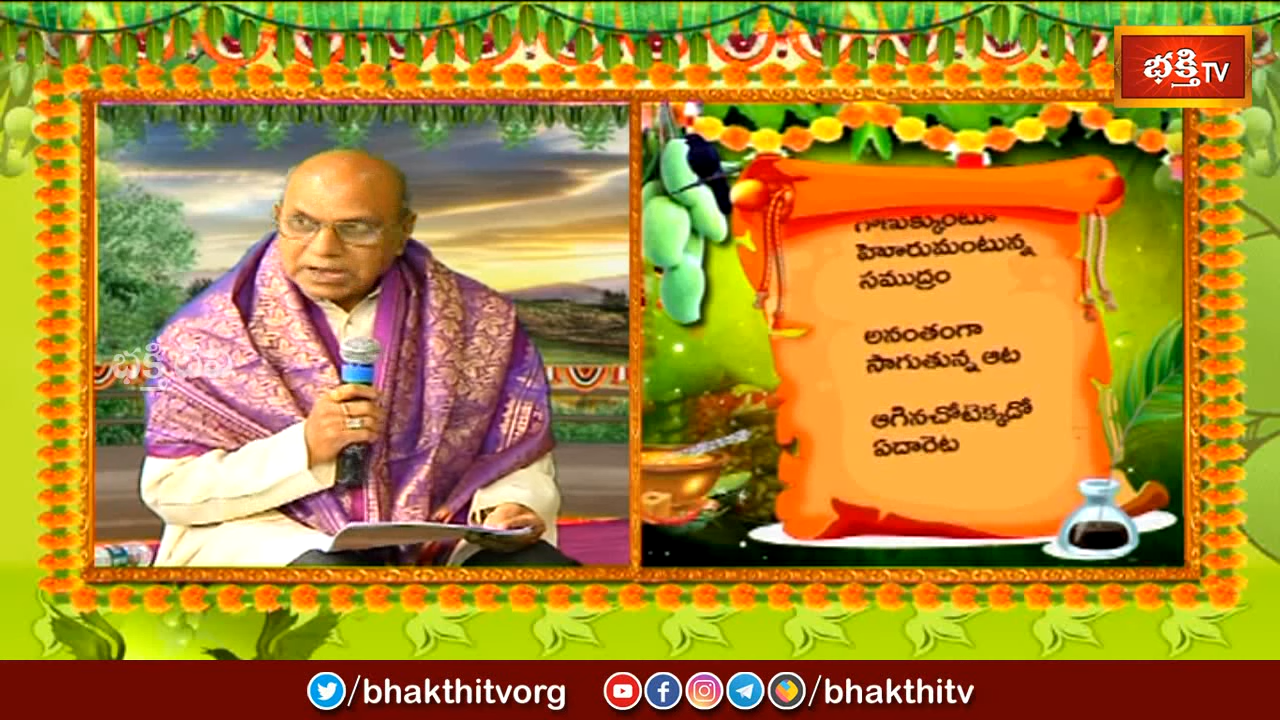 భక్తి TV
హోరుమంటున్న
సముద్రం
అనంతంగా
సాగుతున్న ఆట
ఆగినచోటెక్కడో
ఏదారెట
/bhakthitvorg /bhakthitv